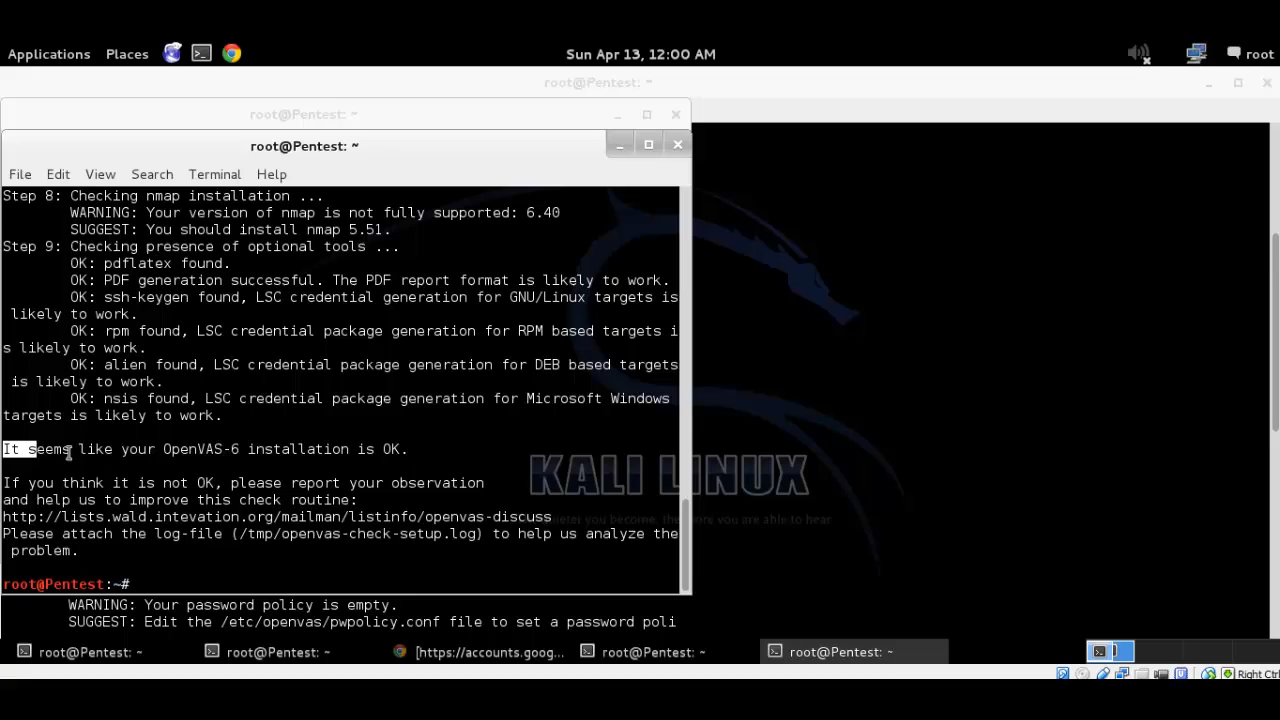 Applications Places Sun Apr 13, 12:00 AM root
root@Pentest: ~
root@Pentest: ~
root@Pentest: ~
File Edit View Search Terminal Help
Step 8: Checking nmap installation ...
WARNING: Your version of nmap is not fully supported: 6.40
SUGGEST: You should install nmap 5.51.
Step 9: Checking presence of optional tools ...
OK: pdflatex found.
OK: PDF generation successful. The PDF report format is likely to work.
OK: ssh-keygen found, LSC credential generation for GNU/Linux targets is
likely to work.
OK: rpm found, LSC credential package generation for RPM based targets i
s likely to work.
OK: alien found, LSC credential package generation for DEB based targets
is likely to work.
OK: nsis found, LSC credential package generation for Microsoft Windows
targets is likely to work.
It seems like your OpenVAS-6 installation is OK.
If you think it is not OK, please report your observation
and help us to improve this check routine:
http://lists.wald.intevation.org/mailman/listinfo/openvas-discuss
Please attach the log-file (/tmp/openvas-check-setup.log) to help us analyze the
problem.
root@Pentest:~#
KALI LINUX
you become, the more you are able to hear
WARNING: Your password policy is empty.
SUGGEST: Edit the /etc/openvas/pwpolicy.conf file to set a password poli
root@Pentest: ~ root@Pentest: ~ [https://accounts.goog... root@Pentest: ~ root@Pentest: ~
Right Ctrl